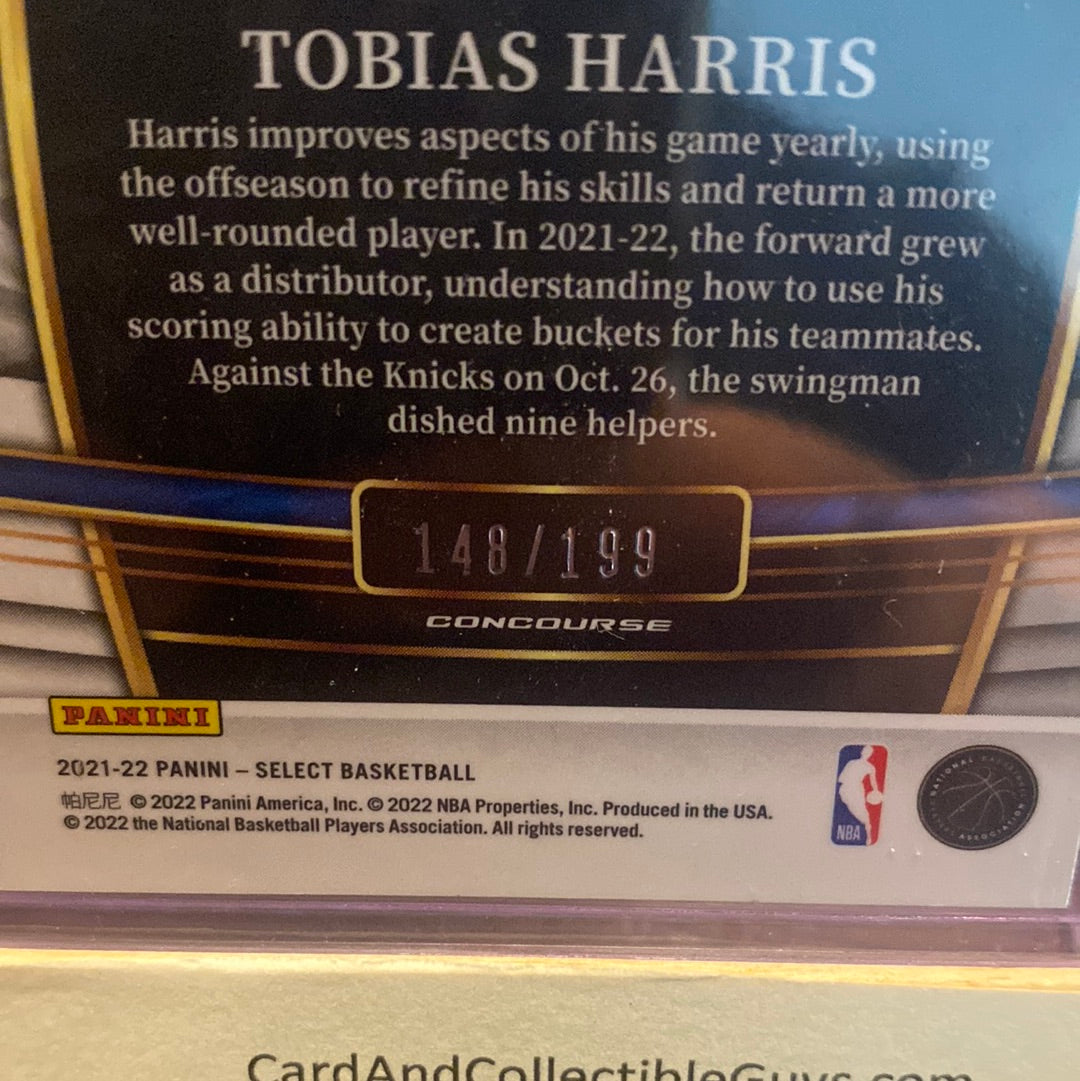 TOBIAS HARRIS
Harris improves aspects of his game yearly, using
the offseason to refine his skills and return a more
well-rounded player. In 2021-22, the forward grew
as a distributor, understanding how to use his
scoring ability to create buckets for his teammates.
Against the Knicks on Oct. 26, the swingman
dished nine helpers.
148/199
CONCOURSE
PANINI
2021-22 PANINI – SELECT BASKETBALL
帕尼尼 © 2022 Panini America, Inc. © 2022 NBA Properties, Inc. Produced in the USA.
© 2022 the National Basketball Players Association. All rights reserved.
NBA
NATIONAL BASKETBALL
PLAYERS ASSOCIATION
CardAndCollectibleGuys.com